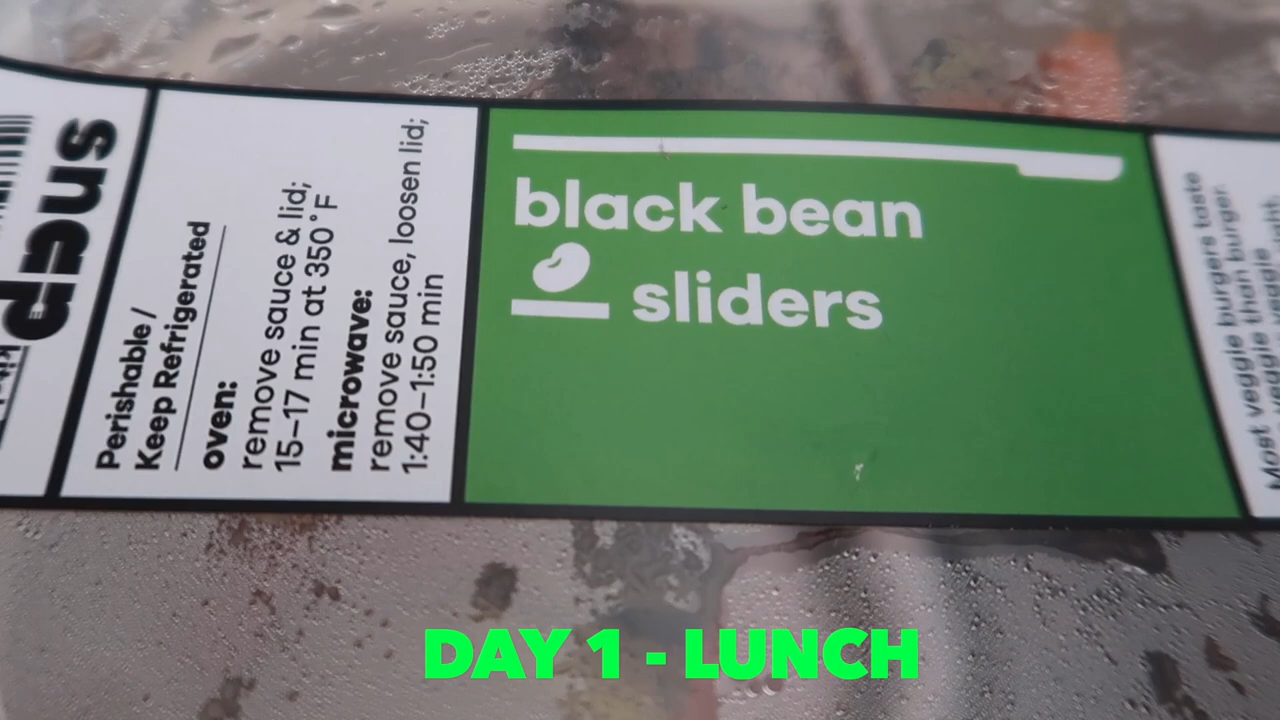 snap
Perishable /
Keep Refrigerated
oven:
remove sauce & lid;
15–17 min at 350°F
microwave:
remove sauce, loosen lid;
1:40–1:50 min
black bean
sliders
Most veggie burgers taste
veggie than burger.
DAY 1 - LUNCH